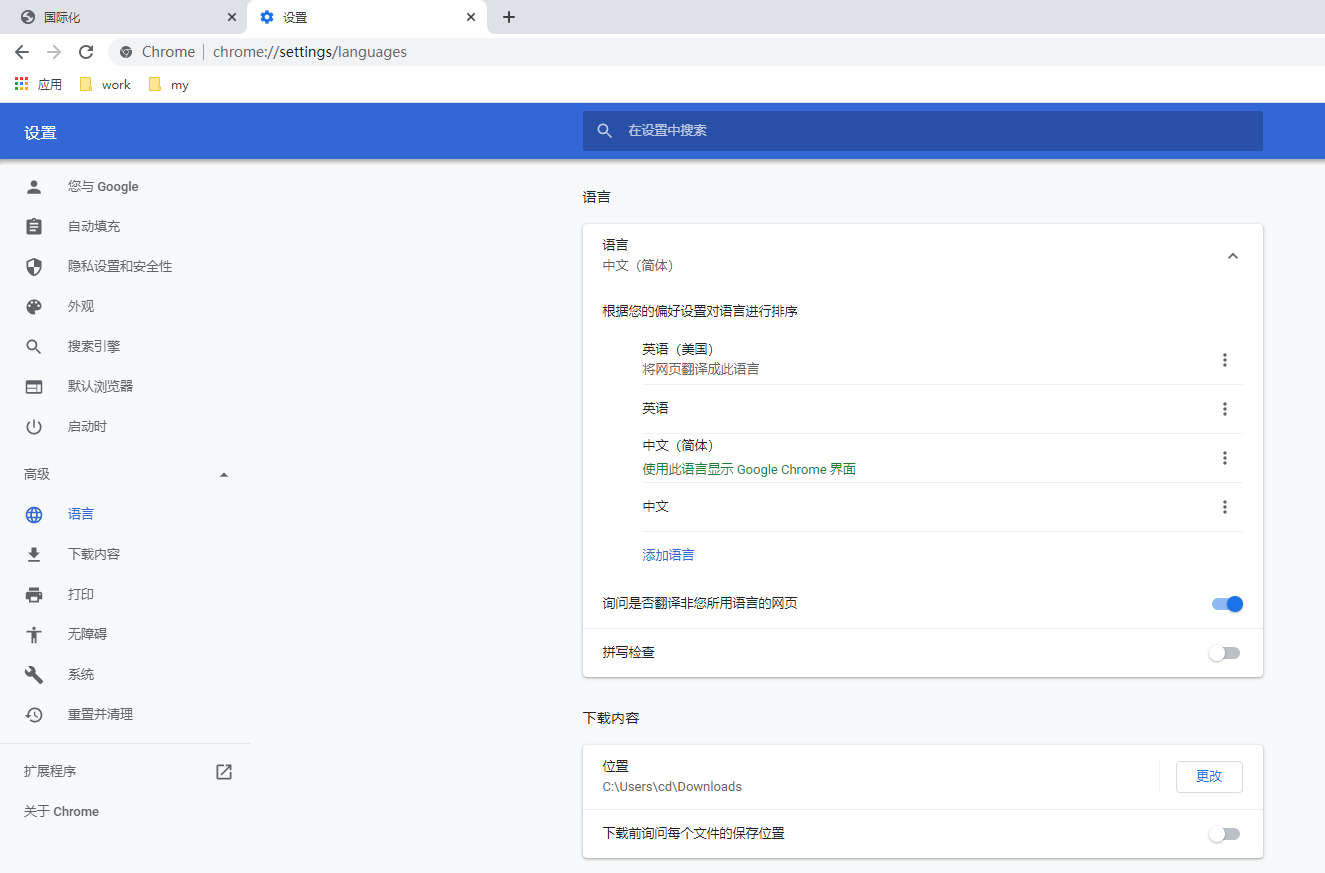 国际化
设置
Chrome
chrome://settings/languages
应用
work
my
设置
在设置中搜索
您与 Google
自动填充
隐私设置和安全性
外观
搜索引擎
默认浏览器
启动时
高级
语言
下载内容
打印
无障碍
系统
重置并清理
扩展程序
关于 Chrome
语言
语言
中文（简体）
根据您的偏好设置对语言进行排序
英语（美国）
将网页翻译成此语言
英语
中文（简体）
使用此语言显示 Google Chrome 界面
中文
添加语言
询问是否翻译非您所用语言的网页
拼写检查
下载内容
位置
C:\Users\cd\Downloads
更改
下载前询问每个文件的保存位置